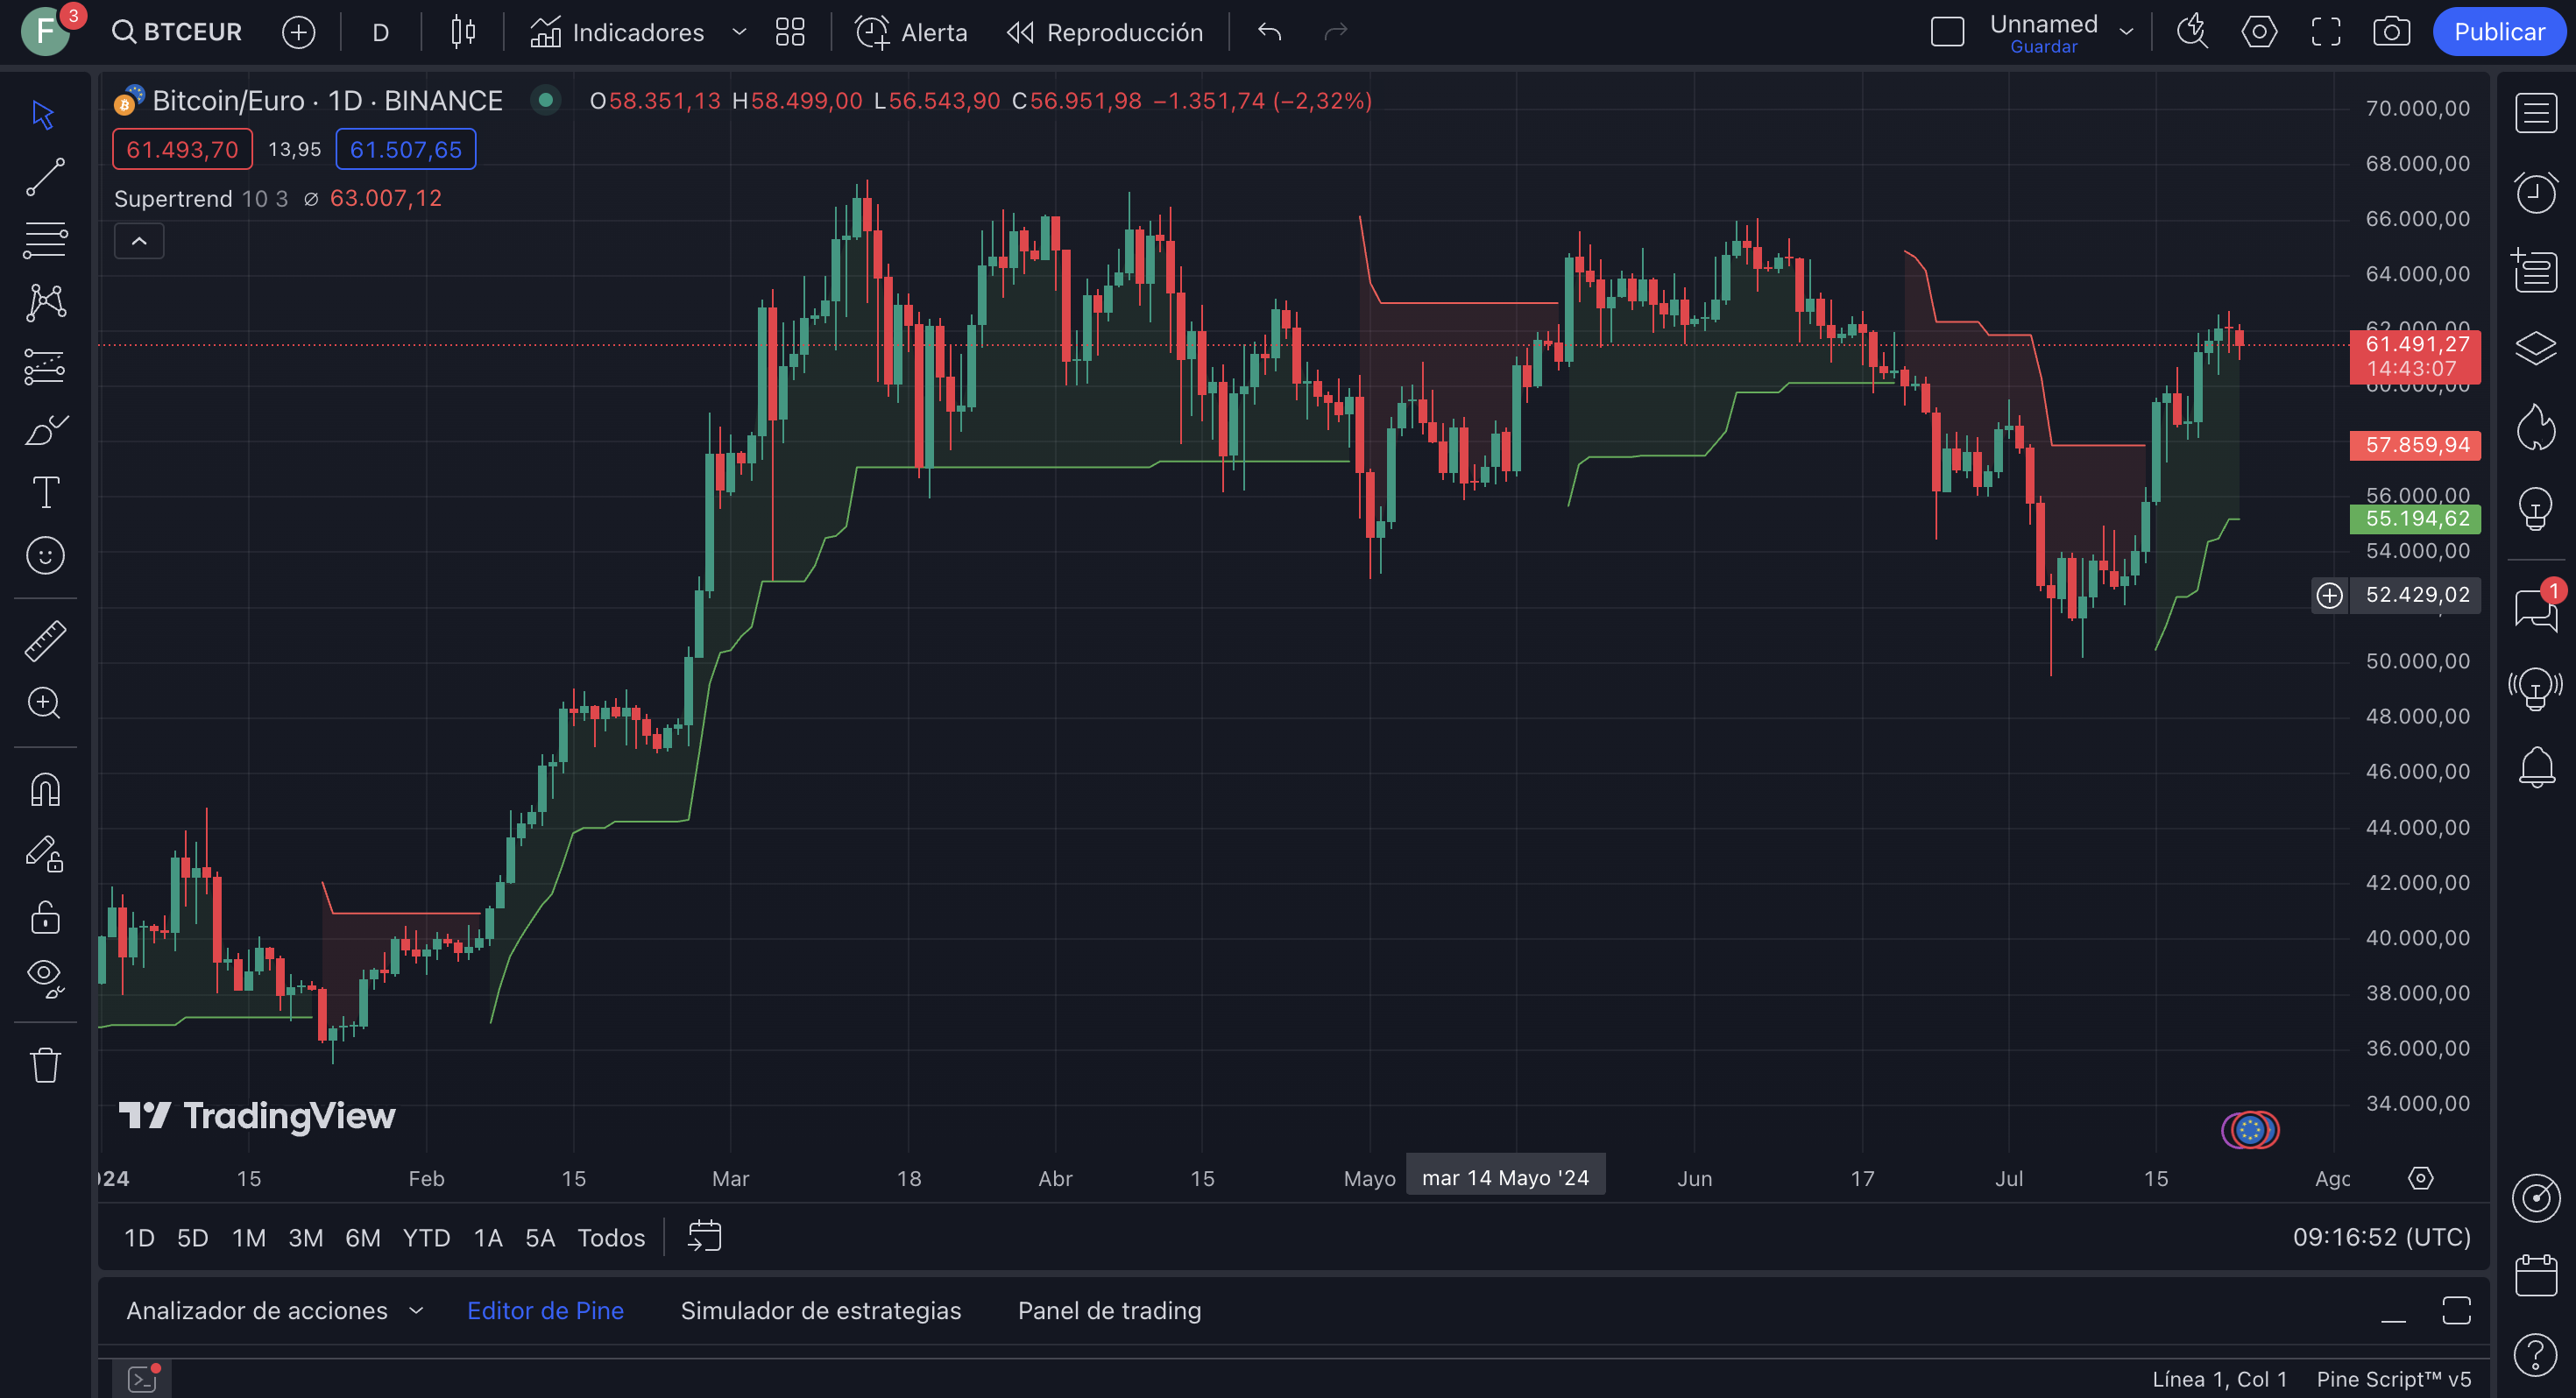 F
3
BTCEUR
D
Indicadores
Alerta
Reproducción
Unnamed
Guardar
Publicar
Bitcoin/Euro · 1D · BINANCE
O58.351,13 H58.499,00 L56.543,90 C56.951,98 −1.351,74 (−2,32%)
61.493,70 13,95 61.507,65
Supertrend 10 3 ⌀ 63.007,12
70.000,00
68.000,00
66.000,00
64.000,00
62.000,00
61.491,27
14:43:07
60.000,00
57.859,94
56.000,00
55.194,62
54.000,00
52.429,02
50.000,00
48.000,00
46.000,00
44.000,00
42.000,00
40.000,00
38.000,00
36.000,00
34.000,00
1
TradingView
024 15 Feb 15 Mar 18 Abr 15 Mayo mar 14 Mayo '24 Jun 17 Jul 15 Ago
1D 5D 1M 3M 6M YTD 1A 5A Todos
09:16:52 (UTC)
Analizador de acciones Editor de Pine Simulador de estrategias Panel de trading
Línea 1, Col 1 Pine Script™ v5